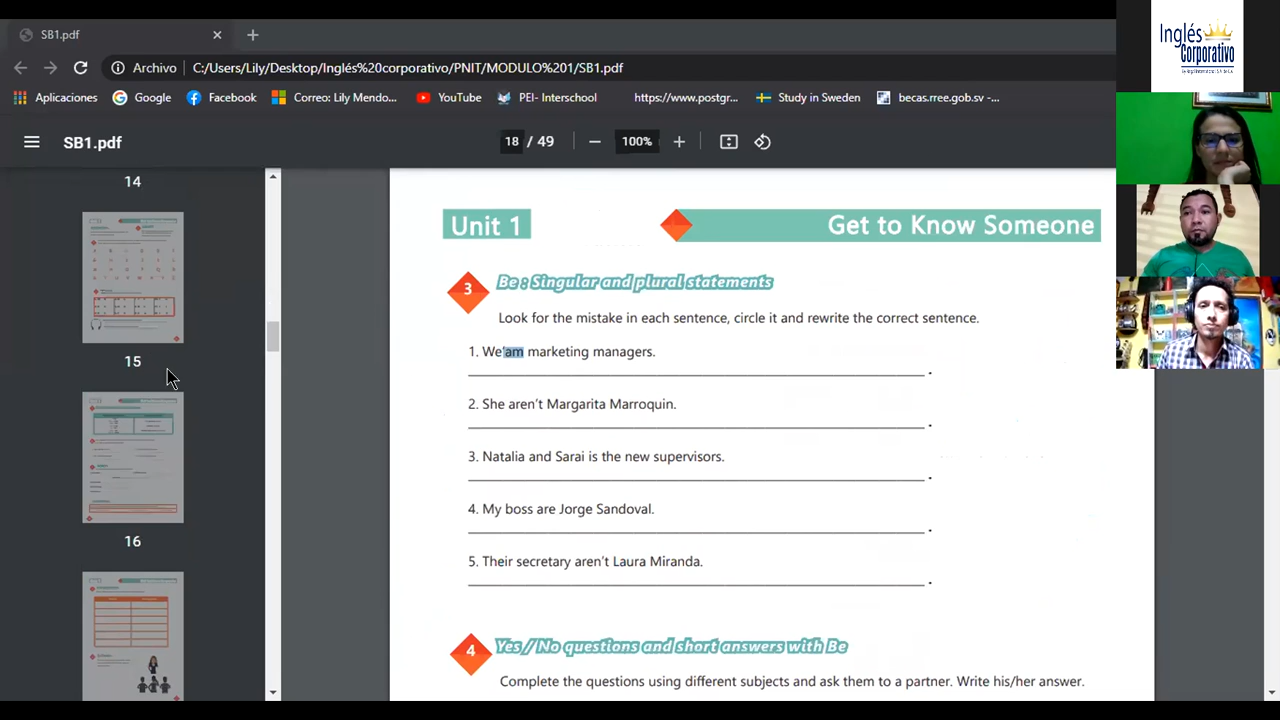 SB1.pdf
Archivo C:/Users/Lily/Desktop/Inglés%20corporativo/PNIT/MODULO%201/SB1.pdf
Aplicaciones Google Facebook Correo: Lily Mendo... YouTube PEI- Interschool https://www.postgr... Study in Sweden becas.rree.gob.sv -...
SB1.pdf 18 / 49 100%
Inglés
Corporativo
14
15
16
Unit 1 Get to Know Someone
3 Be : Singular and plural statements
Look for the mistake in each sentence, circle it and rewrite the correct sentence.
1. We'am marketing managers.
2. She aren't Margarita Marroquin.
3. Natalia and Sarai is the new supervisors.
4. My boss are Jorge Sandoval.
5. Their secretary aren't Laura Miranda.
4 Yes / No questions and short answers with Be
Complete the questions using different subjects and ask them to a partner. Write his/her answer.